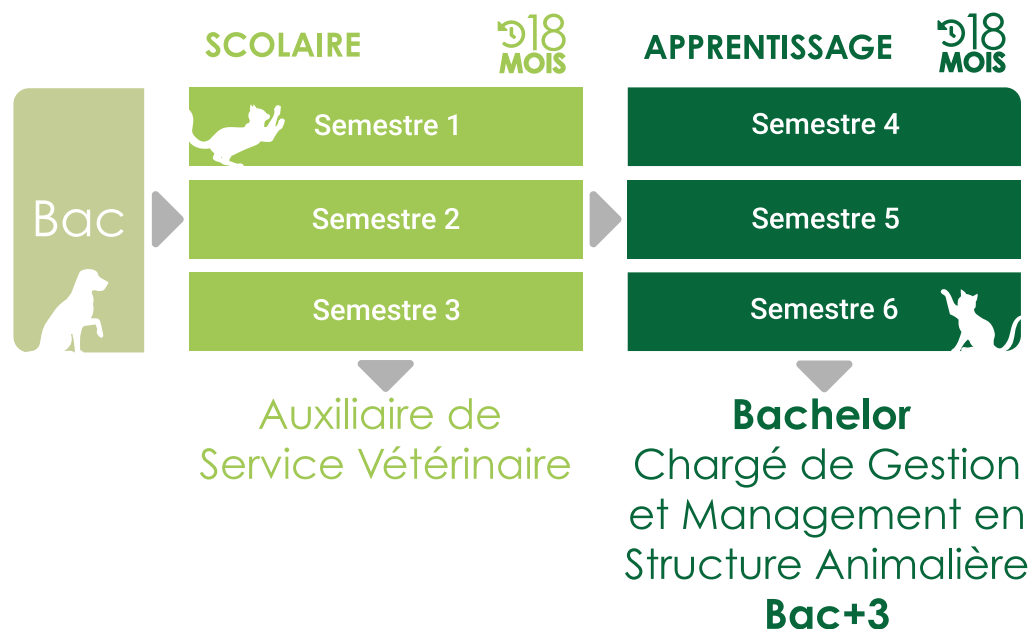 SCOLAIRE
18
MOIS
APPRENTISSAGE
18
MOIS
Bac
Semestre 1
Semestre 2
Semestre 3
Semestre 4
Semestre 5
Semestre 6
Auxiliaire de
Service Vétérinaire
Bachelor
Chargé de Gestion
et Management en
Structure Animalière
Bac+3